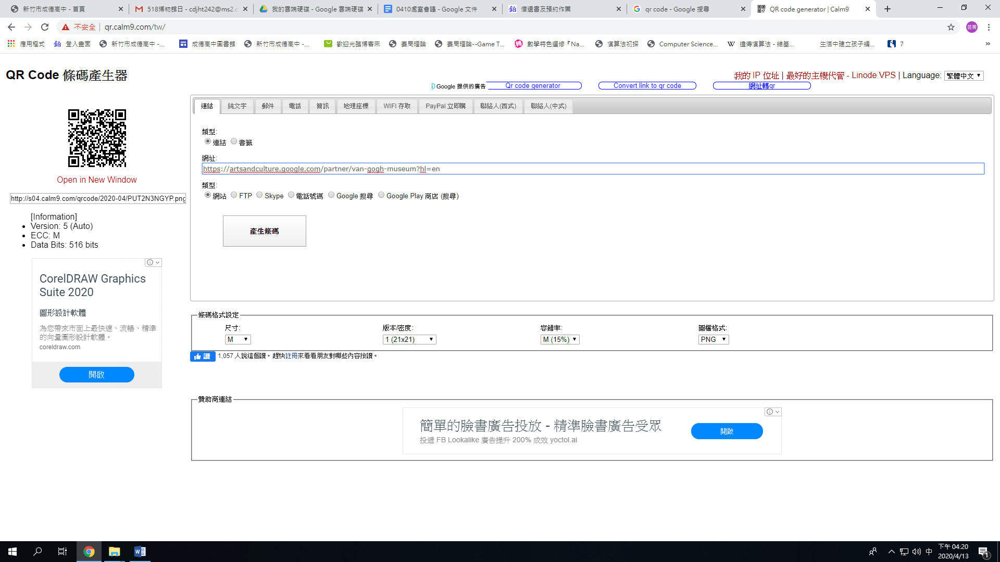 新竹市成德高中 - 首頁
518博物館日 - cdjht242@ms2.c
我的雲端硬碟 - Google 雲端硬碟
0410處室會議 - Google 文件
借還書及預約作業
qr code - Google 搜尋
QR code generator | Calm9
不安全 | qr.calm9.com/tw/
芸菁
應用程式
登入畫面
新竹市成德高中 -...
成德高中圖書館
新竹市成德高中 -...
歡迎光臨博客來
賽局理論
賽局理論--Game T...
數學特色選修『Na...
演算法初探
Computer Science...
遺傳演算法 - 維基...
生活中建立孩子編...
7
QR Code 條碼產生器
我的 IP 位址 | 最好的主機代管 - Linode VPS | Language: 繁體中文
Google 提供的廣告
Qr code generator
Convert link to qr code
網址轉qr
連結
純文字
郵件
電話
簡訊
地理座標
WIFI 存取
PayPal 立即購
聯絡人(西式)
聯絡人(中式)
類型:
連結 書籤
網址:
https://artsandculture.google.com/partner/van-gogh-museum?hl=en
類型:
網站 FTP Skype 電話號碼 Google 搜尋 Google Play 商店 (搜尋)
產生條碼
Open in New Window
http://s04.calm9.com/qrcode/2020-04/PUT2N3NGYP.png
[Information]
Version: 5 (Auto)
ECC: M
Data Bits: 516 bits
CorelDRAW Graphics
Suite 2020
圖形設計軟體
為您帶來市面上最快速、流暢、精準
的向量圖形設計軟體。
coreldraw.com
開啟
條碼格式設定
尺寸:
M
版本/密度:
1 (21x21)
容錯率:
M (15%)
圖檔格式:
PNG
讚 1,057 人說這個讚。趕快註冊來看看朋友對哪些內容按讚。
贊助商連結
簡單的臉書廣告投放 - 精準臉書廣告受眾
投遞 FB Lookalike 廣告提升 200% 成效 yoctol.ai
開啟
中
下午 04:20
2020/4/13
1